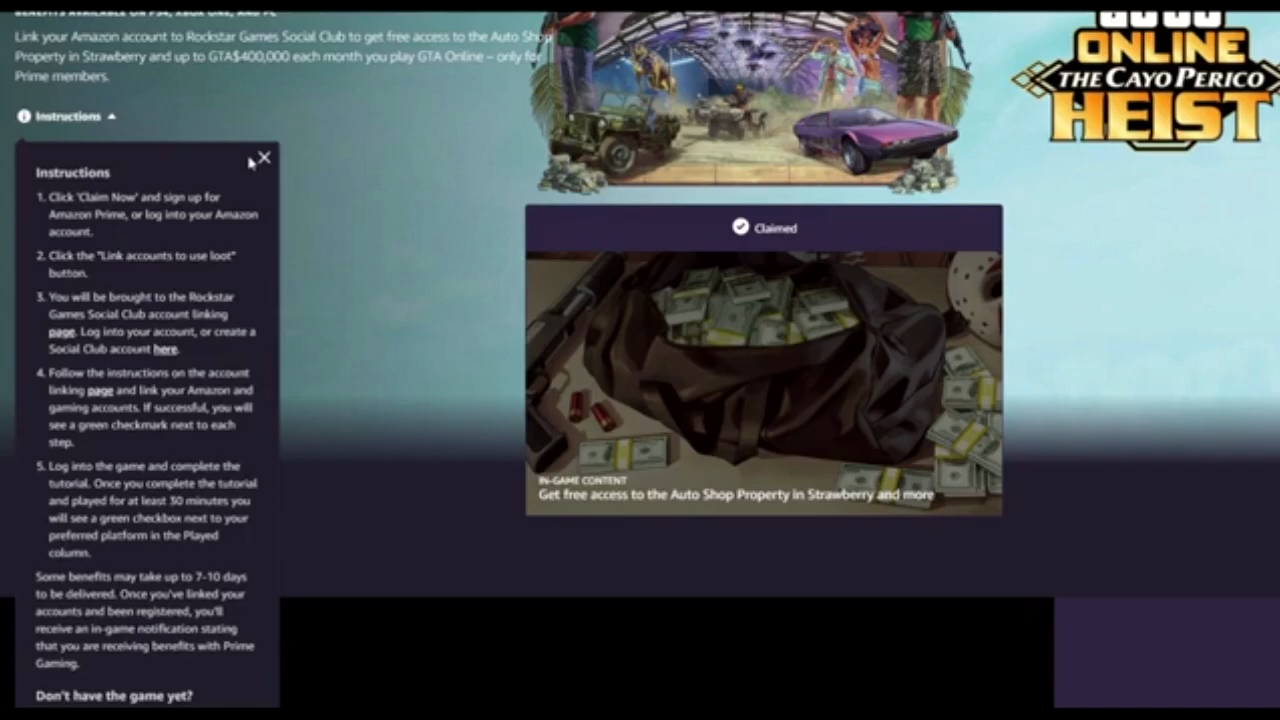 BENEFITS AVAILABLE ON PS4, XBOX ONE, AND PC
Link your Amazon account to Rockstar Games Social Club to get free access to the Auto Shop
Property in Strawberry and up to GTA$400,000 each month you play GTA Online – only for
Prime members.
Instructions
Instructions
1. Click 'Claim Now' and sign up for
Amazon Prime, or log into your Amazon
account.
2. Click the "Link accounts to use loot"
button.
3. You will be brought to the Rockstar
Games Social Club account linking
page. Log into your account, or create a
Social Club account here.
4. Follow the instructions on the account
linking page and link your Amazon and
gaming accounts. If successful, you will
see a green checkmark next to each
step.
5. Log into the game and complete the
tutorial. Once you complete the tutorial
and played for at least 30 minutes you
will see a green checkbox next to your
preferred platform in the Played
column.
Some benefits may take up to 7-10 days
to be delivered. Once you've linked your
accounts and been registered, you'll
receive an in-game notification stating
that you are receiving benefits with Prime
Gaming.
Don't have the game yet?
Claimed
IN-GAME CONTENT
Get free access to the Auto Shop Property in Strawberry and more
ONLINE
THE CAYO PERICO
HEIST